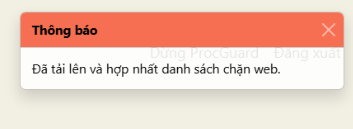 Thông báo
Dừng ProcGuard Đăng xuất
Đã tải lên và hợp nhất danh sách chặn web.